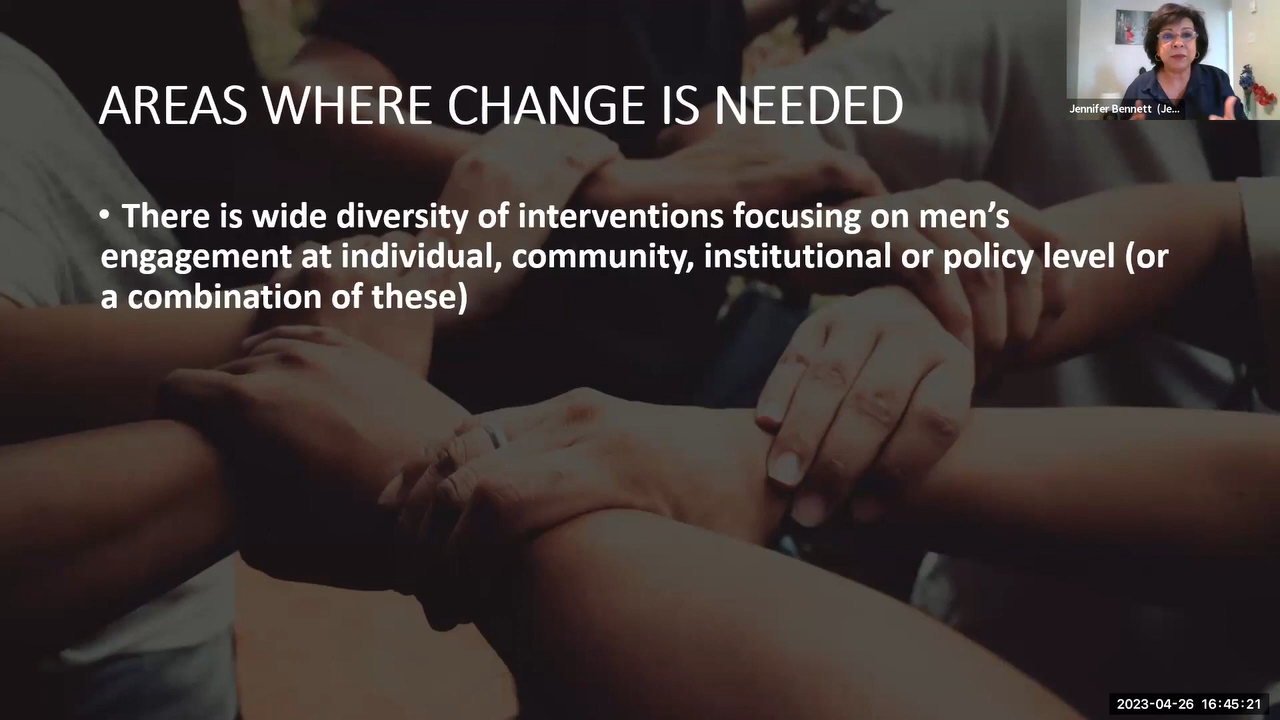 AREAS WHERE CHANGE IS NEEDED
• There is wide diversity of interventions focusing on men’s
engagement at individual, community, institutional or policy level (or
a combination of these)
Jennifer Bennett (Je...
2023-04-26 16:45:21